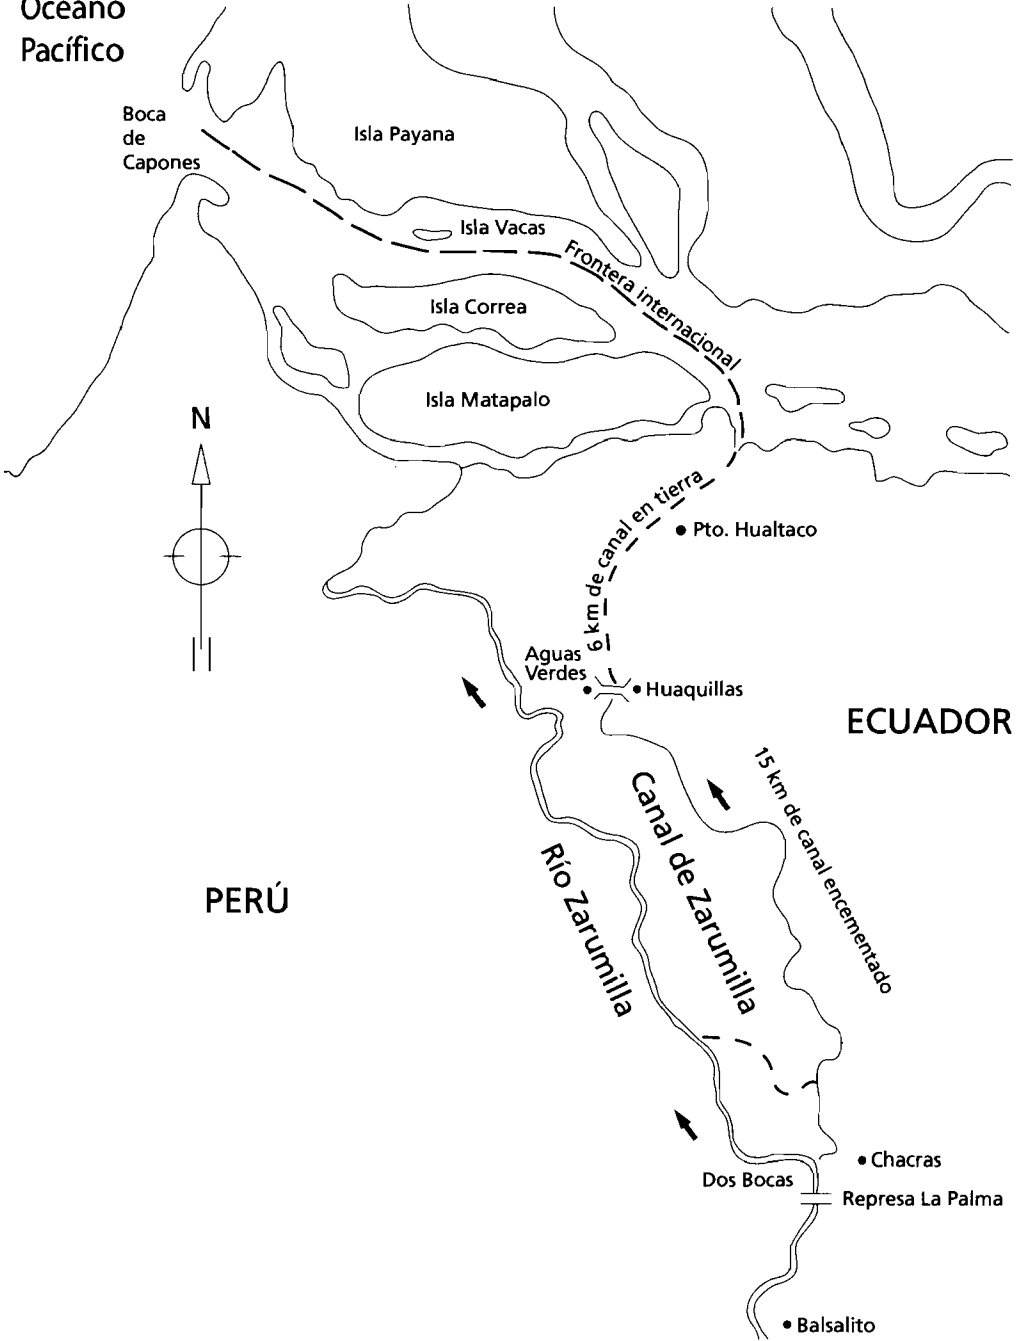 Océano
Pacífico
Boca
de
Capones
Isla Payana
Isla Vacas
Frontera internacional
Isla Correa
Isla Matapalo
N
6 km de canal en tierra
Pto. Hualtaco
Aguas
Verdes
Huaquillas
ECUADOR
15 km de canal encementado
Canal de Zarumilla
Río Zarumilla
PERÚ
Chacras
Dos Bocas
Represa La Palma
Balsalito